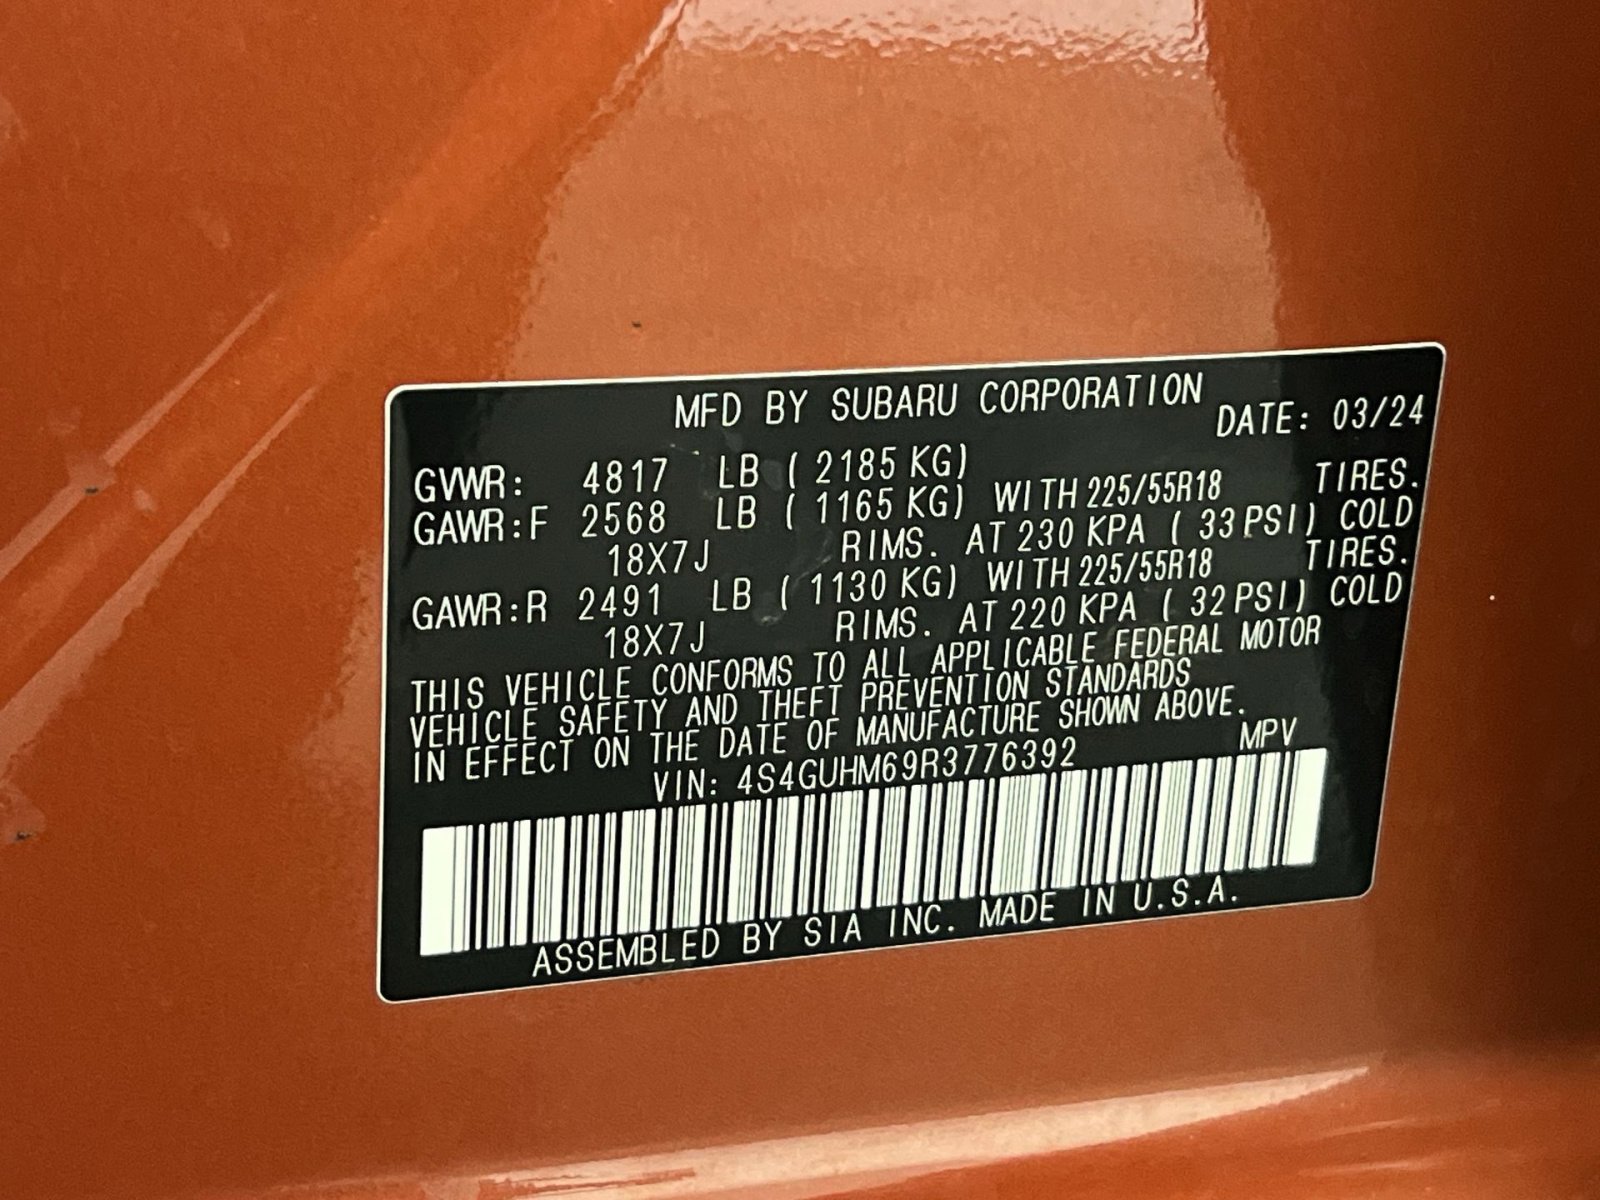 MFD BY SUBARU CORPORATION DATE: 03/24
GVWR: 4817 LB ( 2185 KG)
GAWR:F 2568 LB ( 1165 KG) WITH 225/55R18 TIRES.
18X7J RIMS. AT 230 KPA ( 33 PSI) COLD
GAWR:R 2491 LB ( 1130 KG) WITH 225/55R18 TIRES.
18X7J RIMS. AT 220 KPA ( 32 PSI) COLD
THIS VEHICLE CONFORMS TO ALL APPLICABLE FEDERAL MOTOR
VEHICLE SAFETY AND THEFT PREVENTION STANDARDS
IN EFFECT ON THE DATE OF MANUFACTURE SHOWN ABOVE.
VIN: 4S4GUHM69R3776392 MPV
ASSEMBLED BY SIA INC. MADE IN U.S.A.